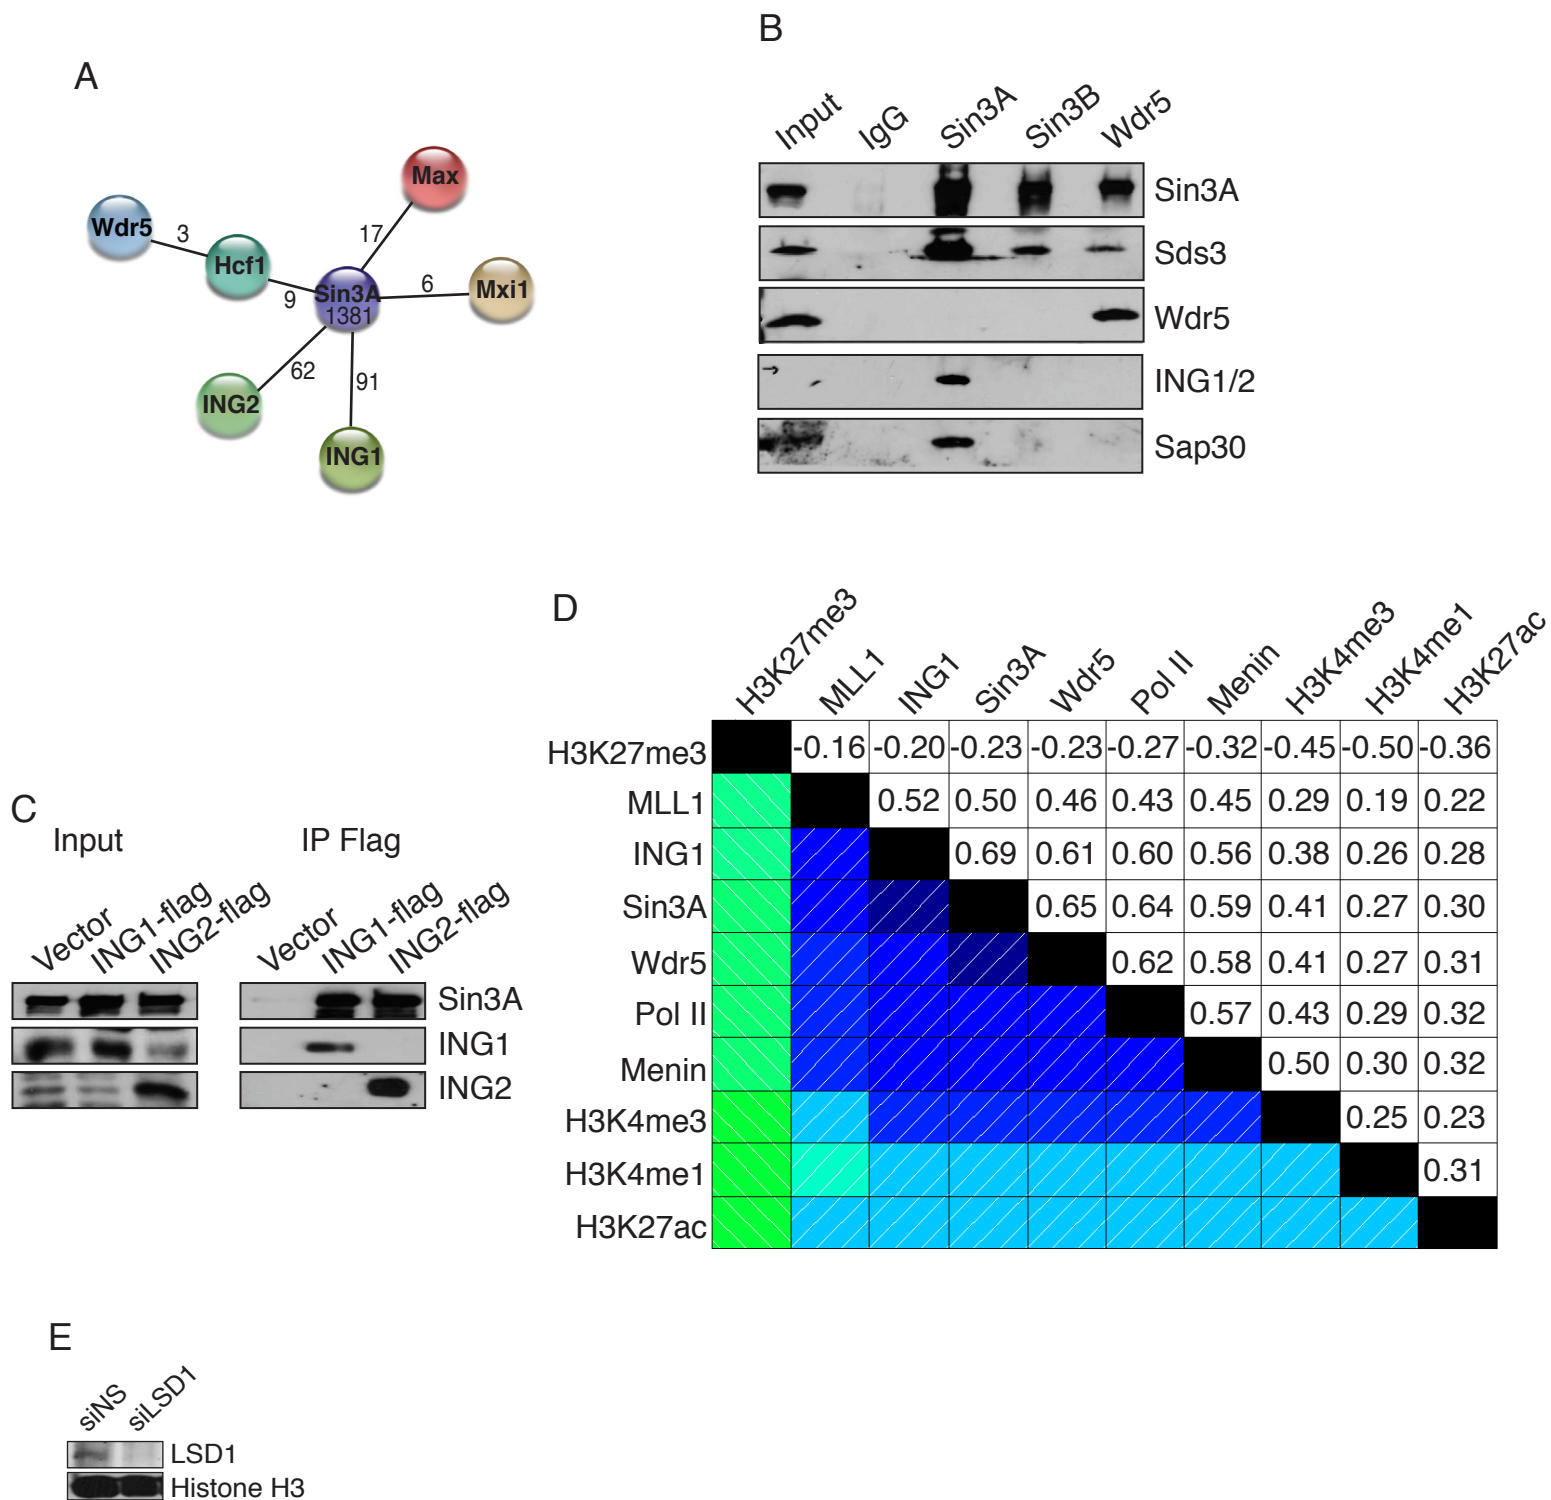 A
Max
Wdr5
3
17
Hcf1
9
Sin3A
1381
6
Mxi1
62
91
ING2
ING1
B
Input IgG Sin3A Sin3B Wdr5
Sin3A
Sds3
Wdr5
ING1/2
Sap30
C
Input IP Flag
Vector ING1-flag ING2-flag Vector ING1-flag ING2-flag
Sin3A
ING1
ING2
D
H3K27me3 MLL1 ING1 Sin3A Wdr5 Pol II Menin H3K4me3 H3K4me1 H3K27ac
H3K27me3 -0.16 -0.20 -0.23 -0.23 -0.27 -0.32 -0.45 -0.50 -0.36
MLL1 0.52 0.50 0.46 0.43 0.45 0.29 0.19 0.22
ING1 0.69 0.61 0.60 0.56 0.38 0.26 0.28
Sin3A 0.65 0.64 0.59 0.41 0.27 0.30
Wdr5 0.62 0.58 0.41 0.27 0.31
Pol II 0.57 0.43 0.29 0.32
Menin 0.50 0.30 0.32
H3K4me3 0.25 0.23
H3K4me1 0.31
H3K27ac
E
siNS siLSD1
LSD1
Histone H3